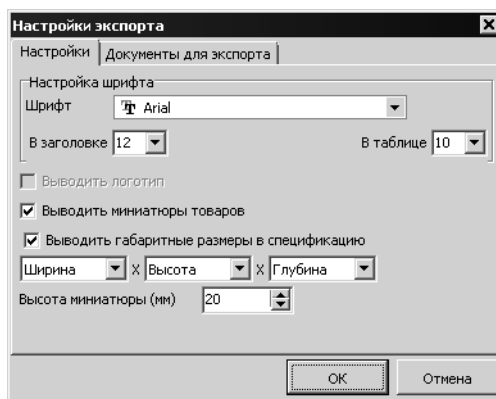 Настройки экспорта
Настройки Документы для экспорта
Настройка шрифта
Шрифт Arial
В заголовке 12 В таблице 10
Выводить логотип
Выводить миниатюры товаров
Выводить габаритные размеры в спецификацию
Ширина X Высота X Глубина
Высота миниатюры (мм) 20
ОК Отмена